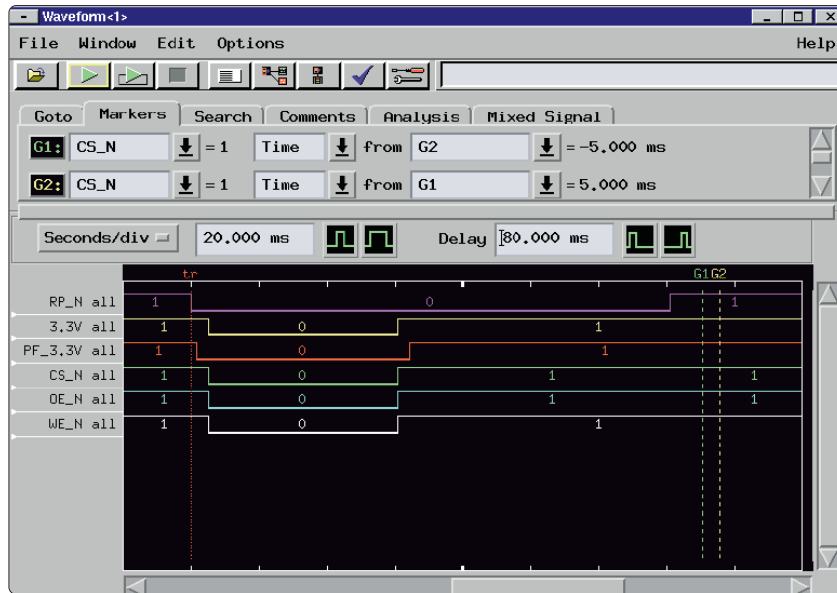 Waveform<1>
File Window Edit Options Help
Goto Markers Search Comments Analysis Mixed Signal
G1: CS_N = 1 Time from G2 = -5.000 ms
G2: CS_N = 1 Time from G1 = 5.000 ms
Seconds/div 20.000 ms Delay 80.000 ms
tr G1 G2
RP_N all 1 0 1
3.3V all 1 0 1
PF_3.3V all 1 0 1
CS_N all 1 0 1 1
OE_N all 1 0 1 1
WE_N all 1 0 1